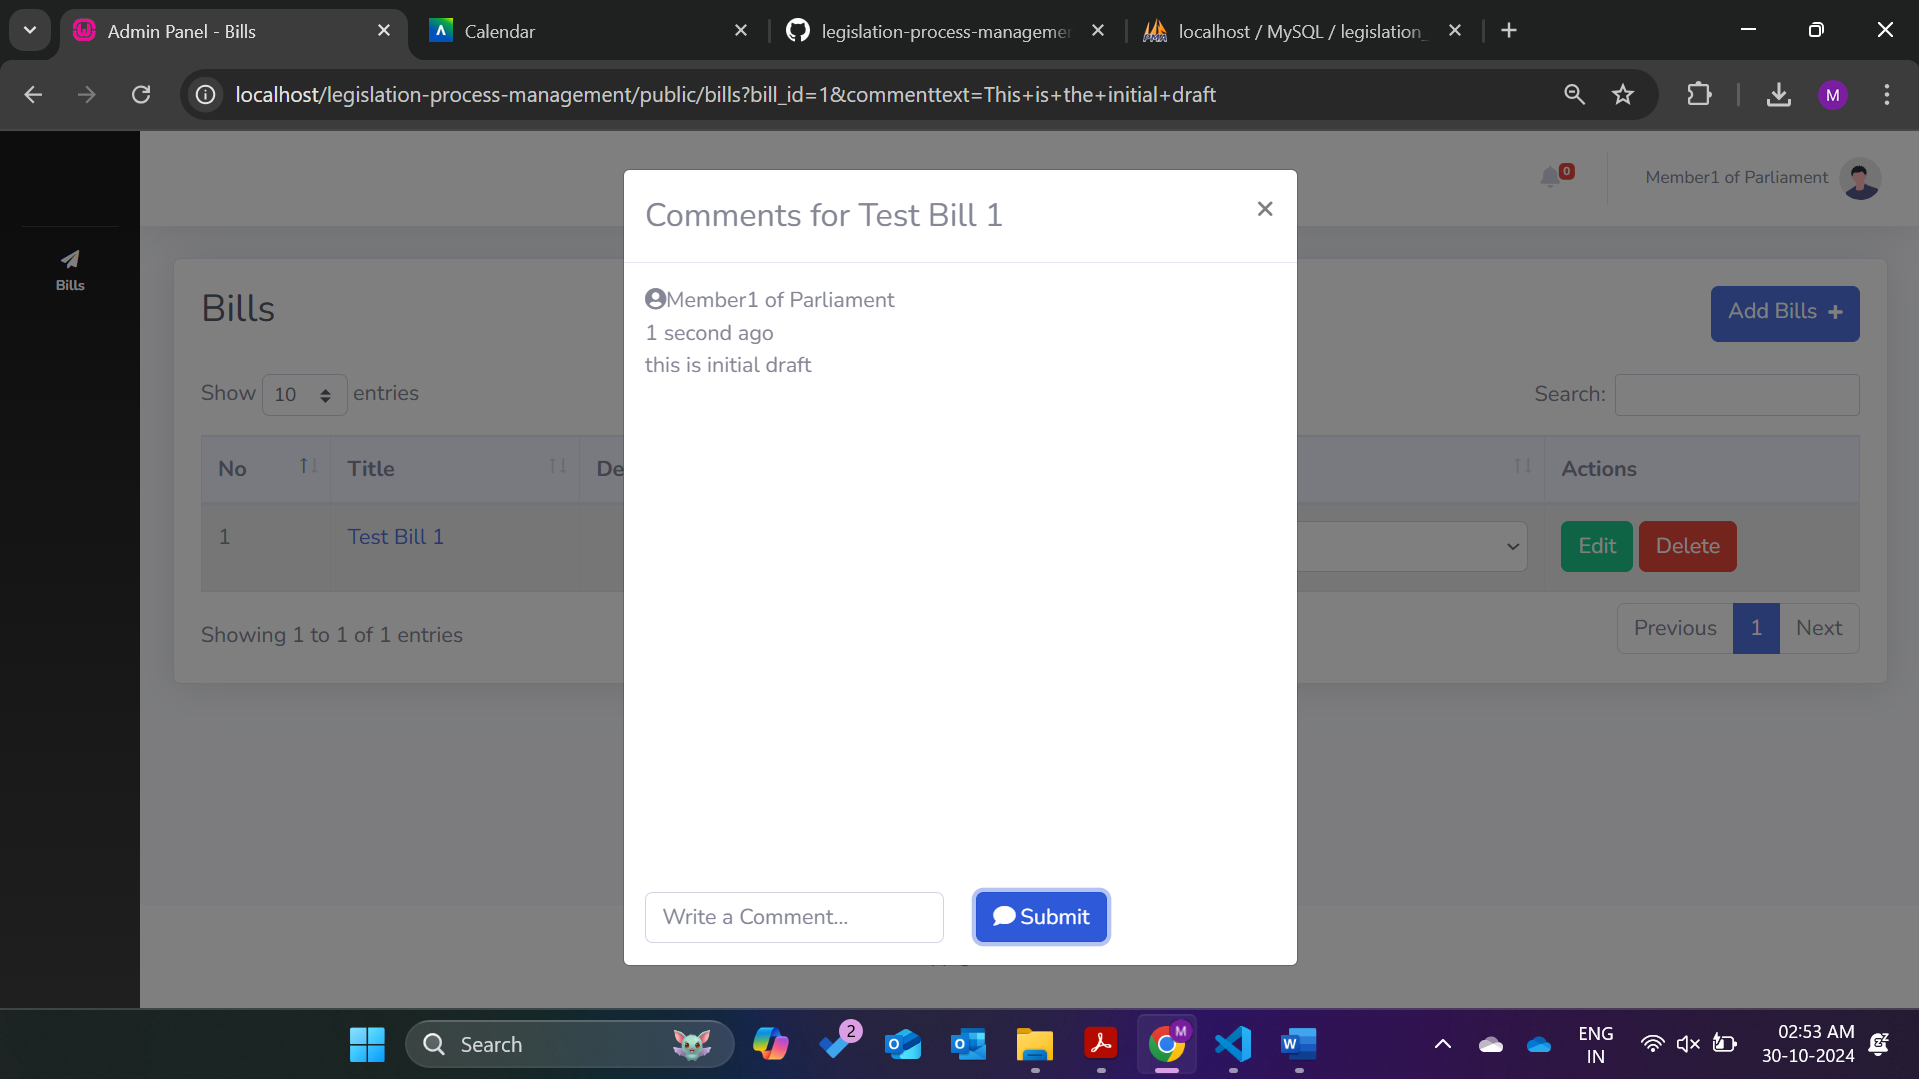 Admin Panel - Bills
Calendar
legislation-process-managemen
localhost / MySQL / legislation_
localhost/legislation-process-management/public/bills?bill_id=1&commenttext=This+is+the+initial+draft
M
0
Member1 of Parliament
Bills
Comments for Test Bill 1
Member1 of Parliament
1 second ago
this is initial draft
Write a Comment...
Submit
Bills
Add Bills
Show 10 entries
Search:
No
Title
De
Actions
1
Test Bill 1
Edit
Delete
Showing 1 to 1 of 1 entries
Previous
1
Next
Search
2
M
ENG
IN
02:53 AM
30-10-2024